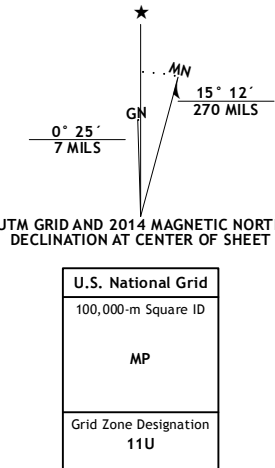 ★
MN
GN
15° 12´
270 MILS
0° 25´
7 MILS
UTM GRID AND 2014 MAGNETIC NORTH
DECLINATION AT CENTER OF SHEET
U.S. National Grid
100,000-m Square ID
MP
Grid Zone Designation
11U